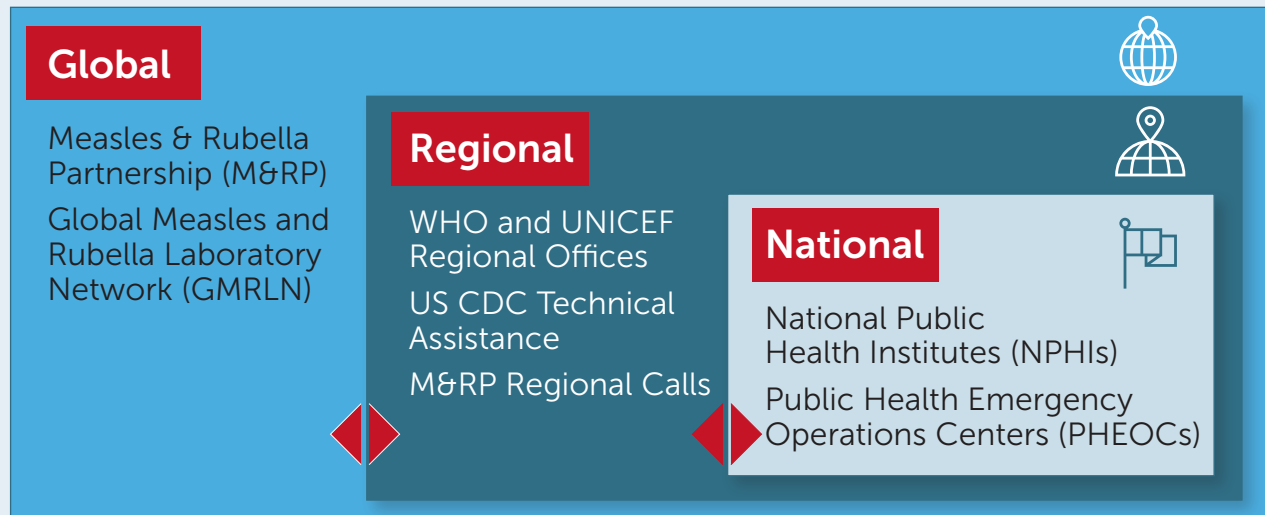 Global
Measles & Rubella
Partnership (M&RP)
Global Measles and
Rubella Laboratory
Network (GMRLN)
Regional
WHO and UNICEF
Regional Offices
US CDC Technical
Assistance
M&RP Regional Calls
National
National Public
Health Institutes (NPHIs)
Public Health Emergency
Operations Centers (PHEOCs)